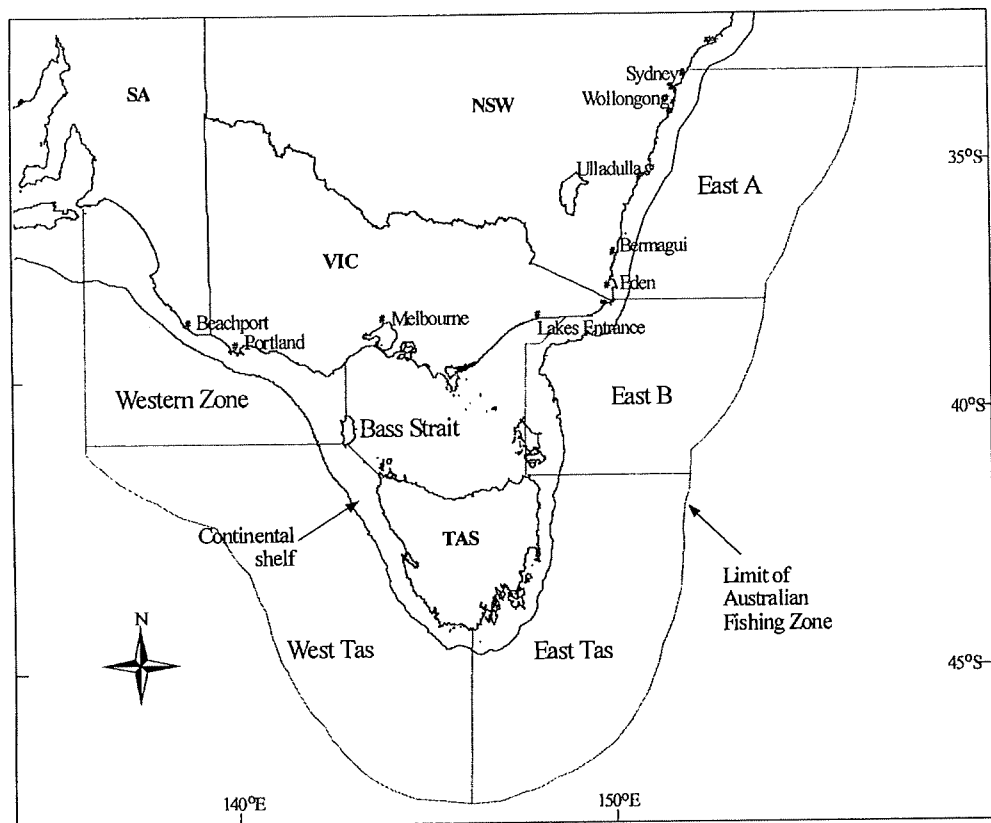 Sydney
SA
NSW
Wollongong
35°S
Ulladulla
East A
Bermagui
VIC
Eden
Beachport
Melbourne
Lakes Entrance
Portland
Western Zone
East B
40°S
Bass Strait
Continental
shelf
TAS
Limit of
Australian
Fishing Zone
N
West Tas
East Tas
45°S
140°E
150°E